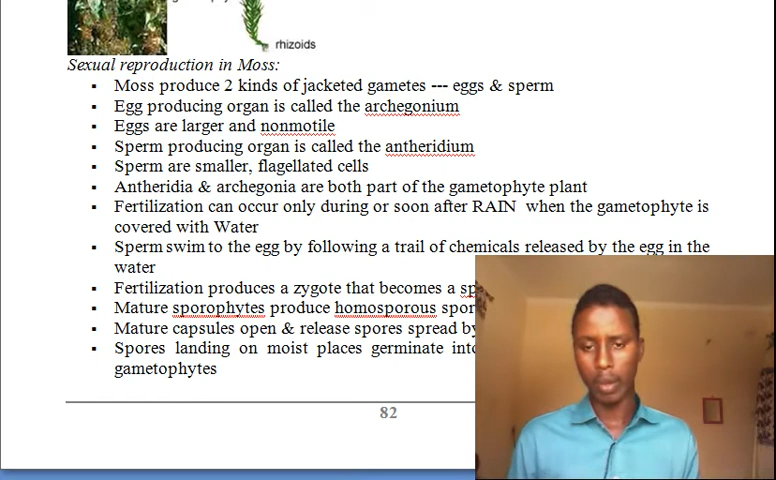 rhizoids
Sexual reproduction in Moss:
▪ Moss produce 2 kinds of jacketed gametes --- eggs & sperm
▪ Egg producing organ is called the archegonium
▪ Eggs are larger and nonmotile
▪ Sperm producing organ is called the antheridium
▪ Sperm are smaller, flagellated cells
▪ Antheridia & archegonia are both part of the gametophyte plant
▪ Fertilization can occur only during or soon after RAIN when the gametophyte is
covered with Water
▪ Sperm swim to the egg by following a trail of chemicals released by the egg in the
water
▪ Fertilization produces a zygote that becomes a
▪ Mature sporophytes produce homosporous
▪ Mature capsules open & release spores spread
▪ Spores landing on moist places germinate
gametophytes
82